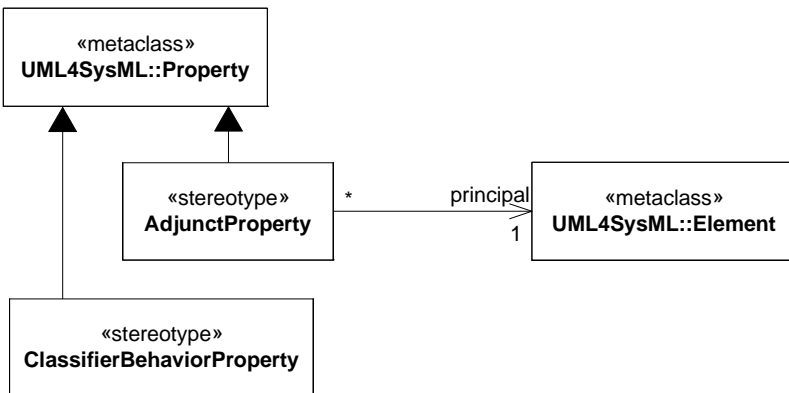 «metaclass»
UML4SysML::Property
«stereotype»
AdjunctProperty
*
principal
1
«metaclass»
UML4SysML::Element
«stereotype»
ClassifierBehaviorProperty